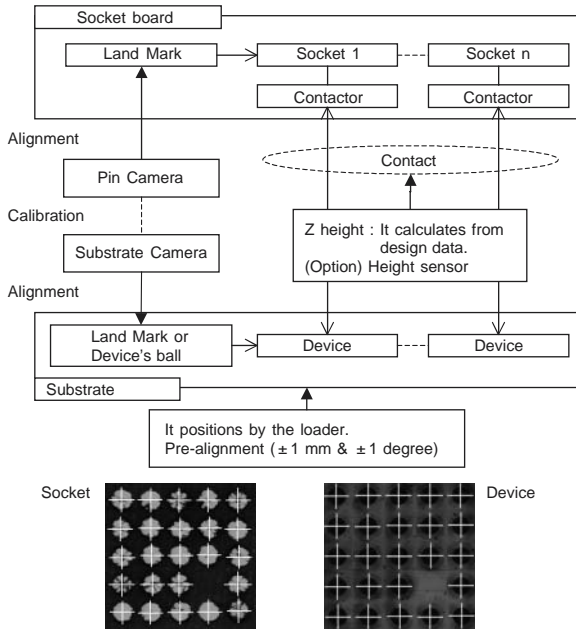 Socket board
Land Mark
Socket 1
Socket n
Contactor
Contactor
Alignment
Contact
Pin Camera
Calibration
Z height : It calculates from
design data.
(Option) Height sensor
Substrate Camera
Alignment
Land Mark or
Device's ball
Device
Device
Substrate
It positions by the loader.
Pre-alignment (±1 mm & ±1 degree)
Socket
Device